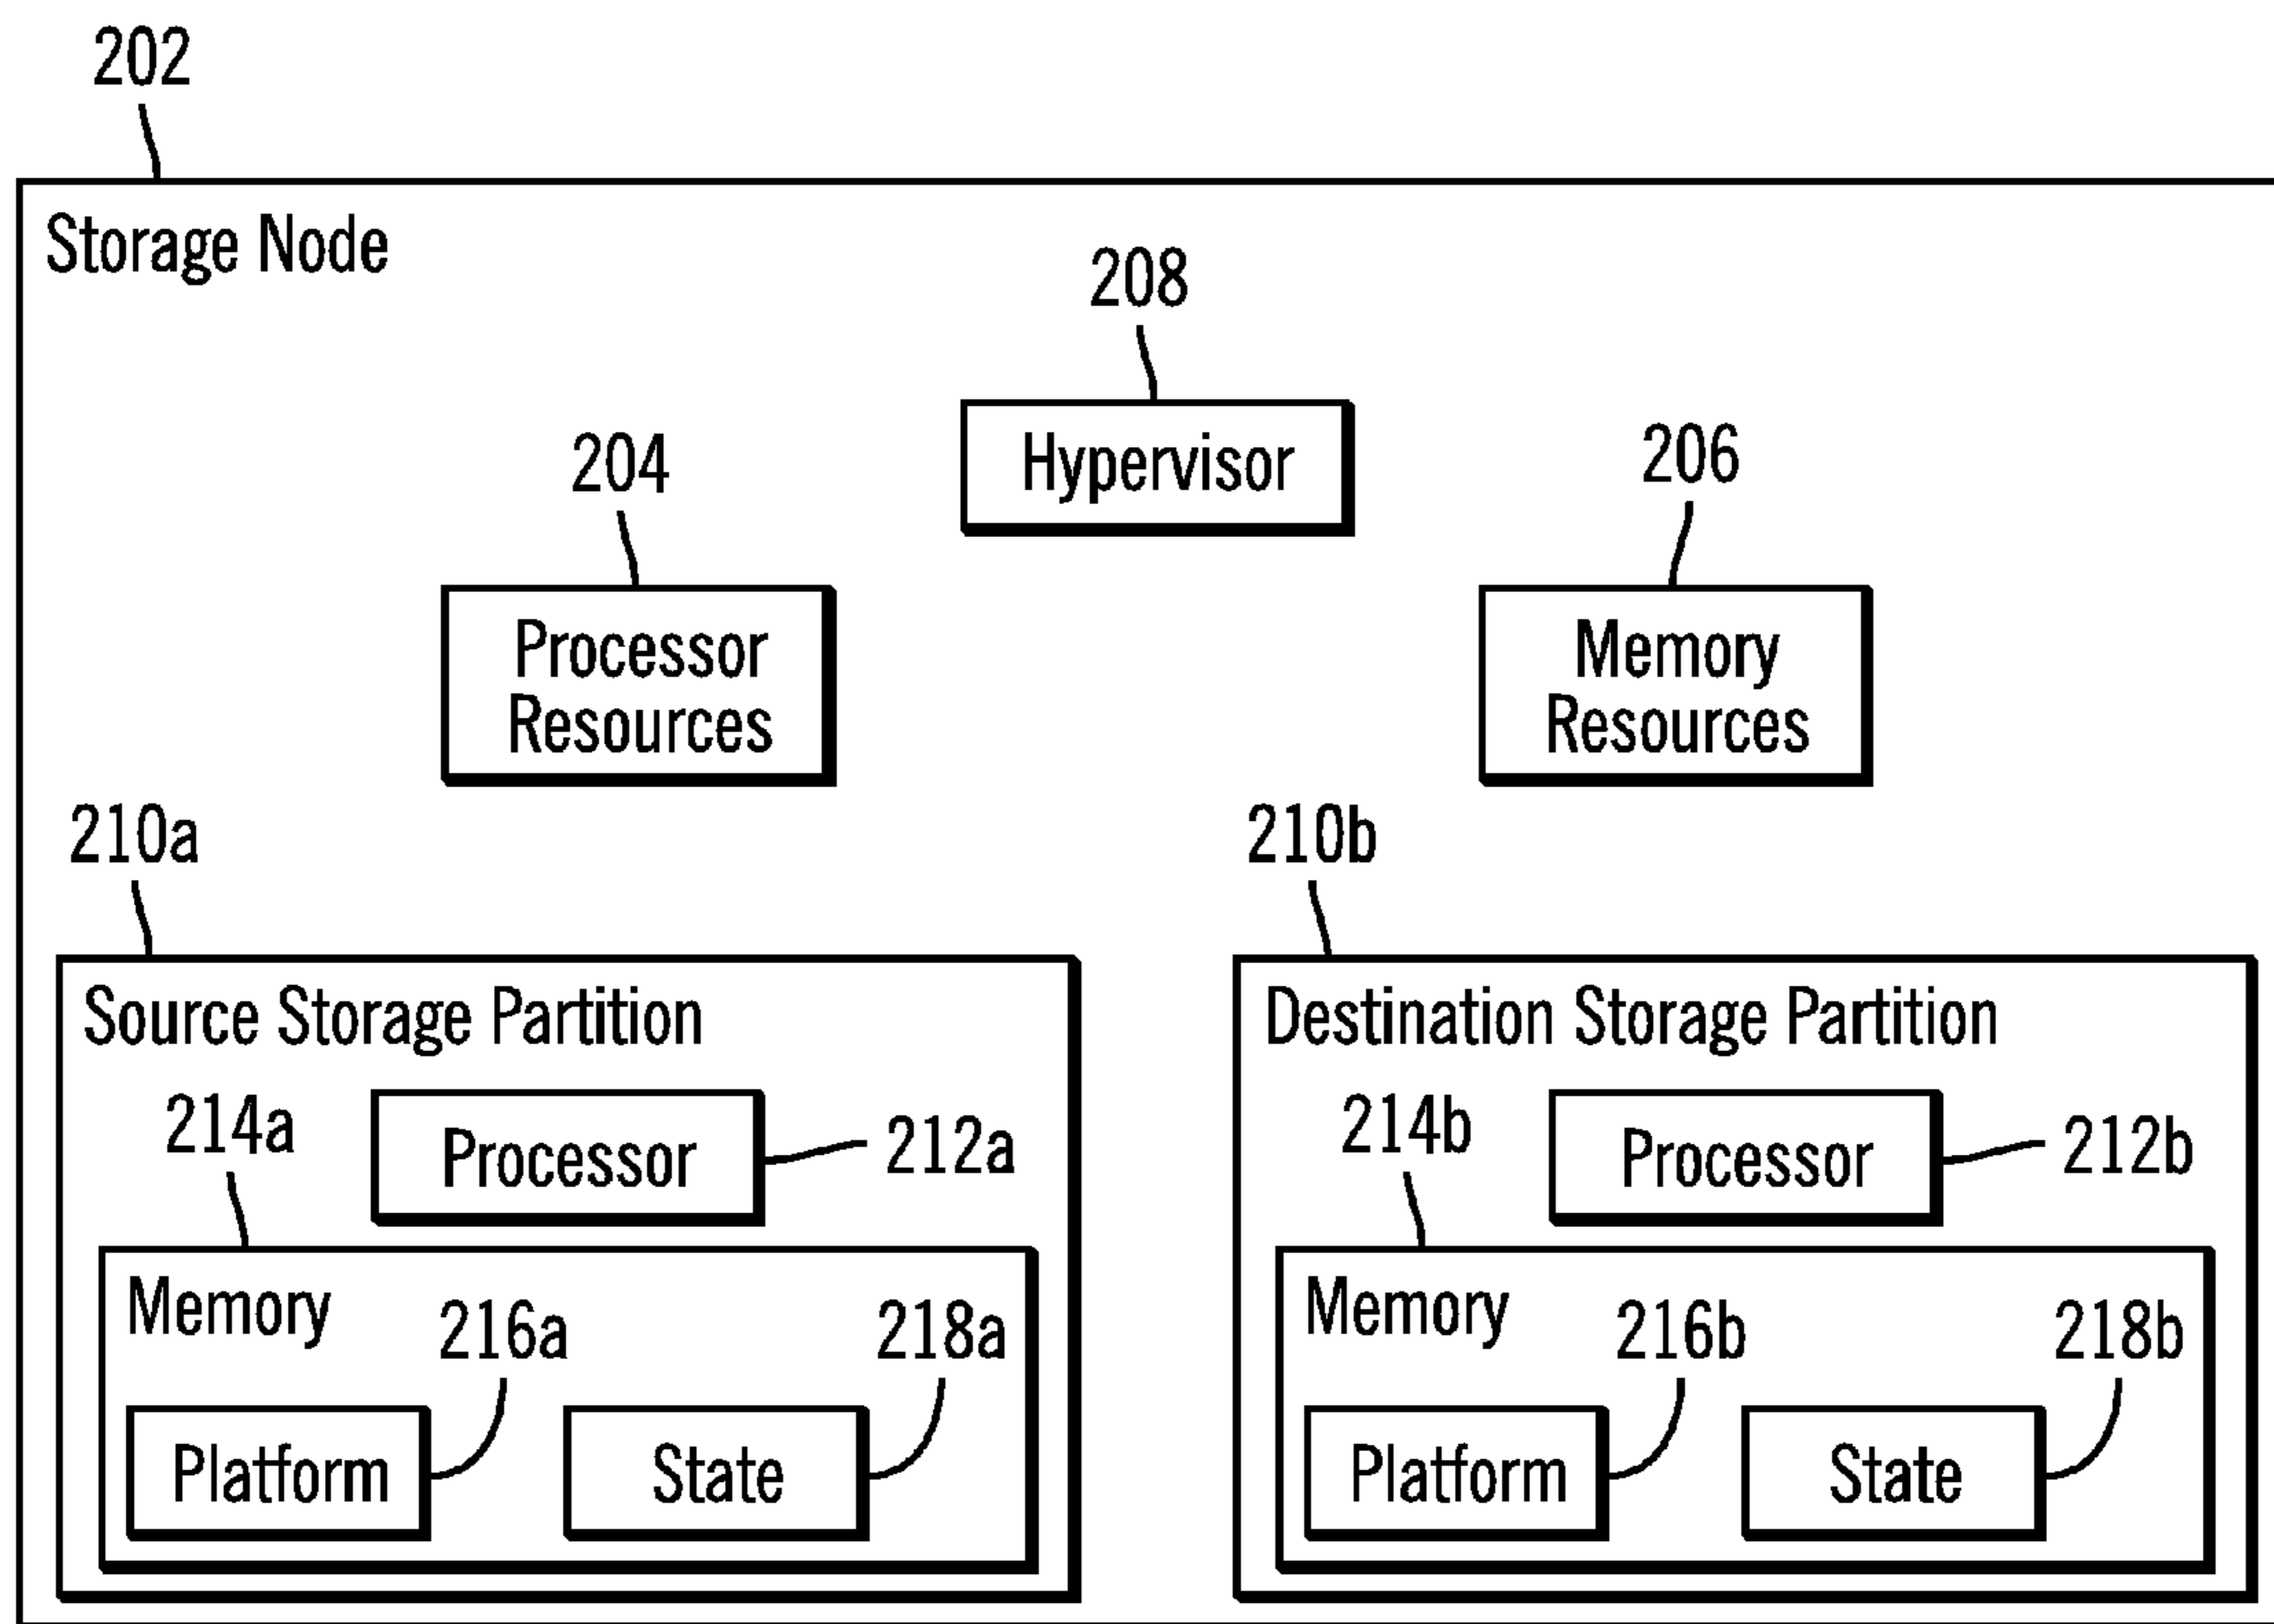 202
Storage Node
208
Hypervisor
204
206
Processor
Resources
Memory
Resources
210a
210b
Source Storage Partition
214a
Processor
212a
Memory
216a
218a
Platform
State
Destination Storage Partition
214b
Processor
212b
Memory
216b
218b
Platform
State